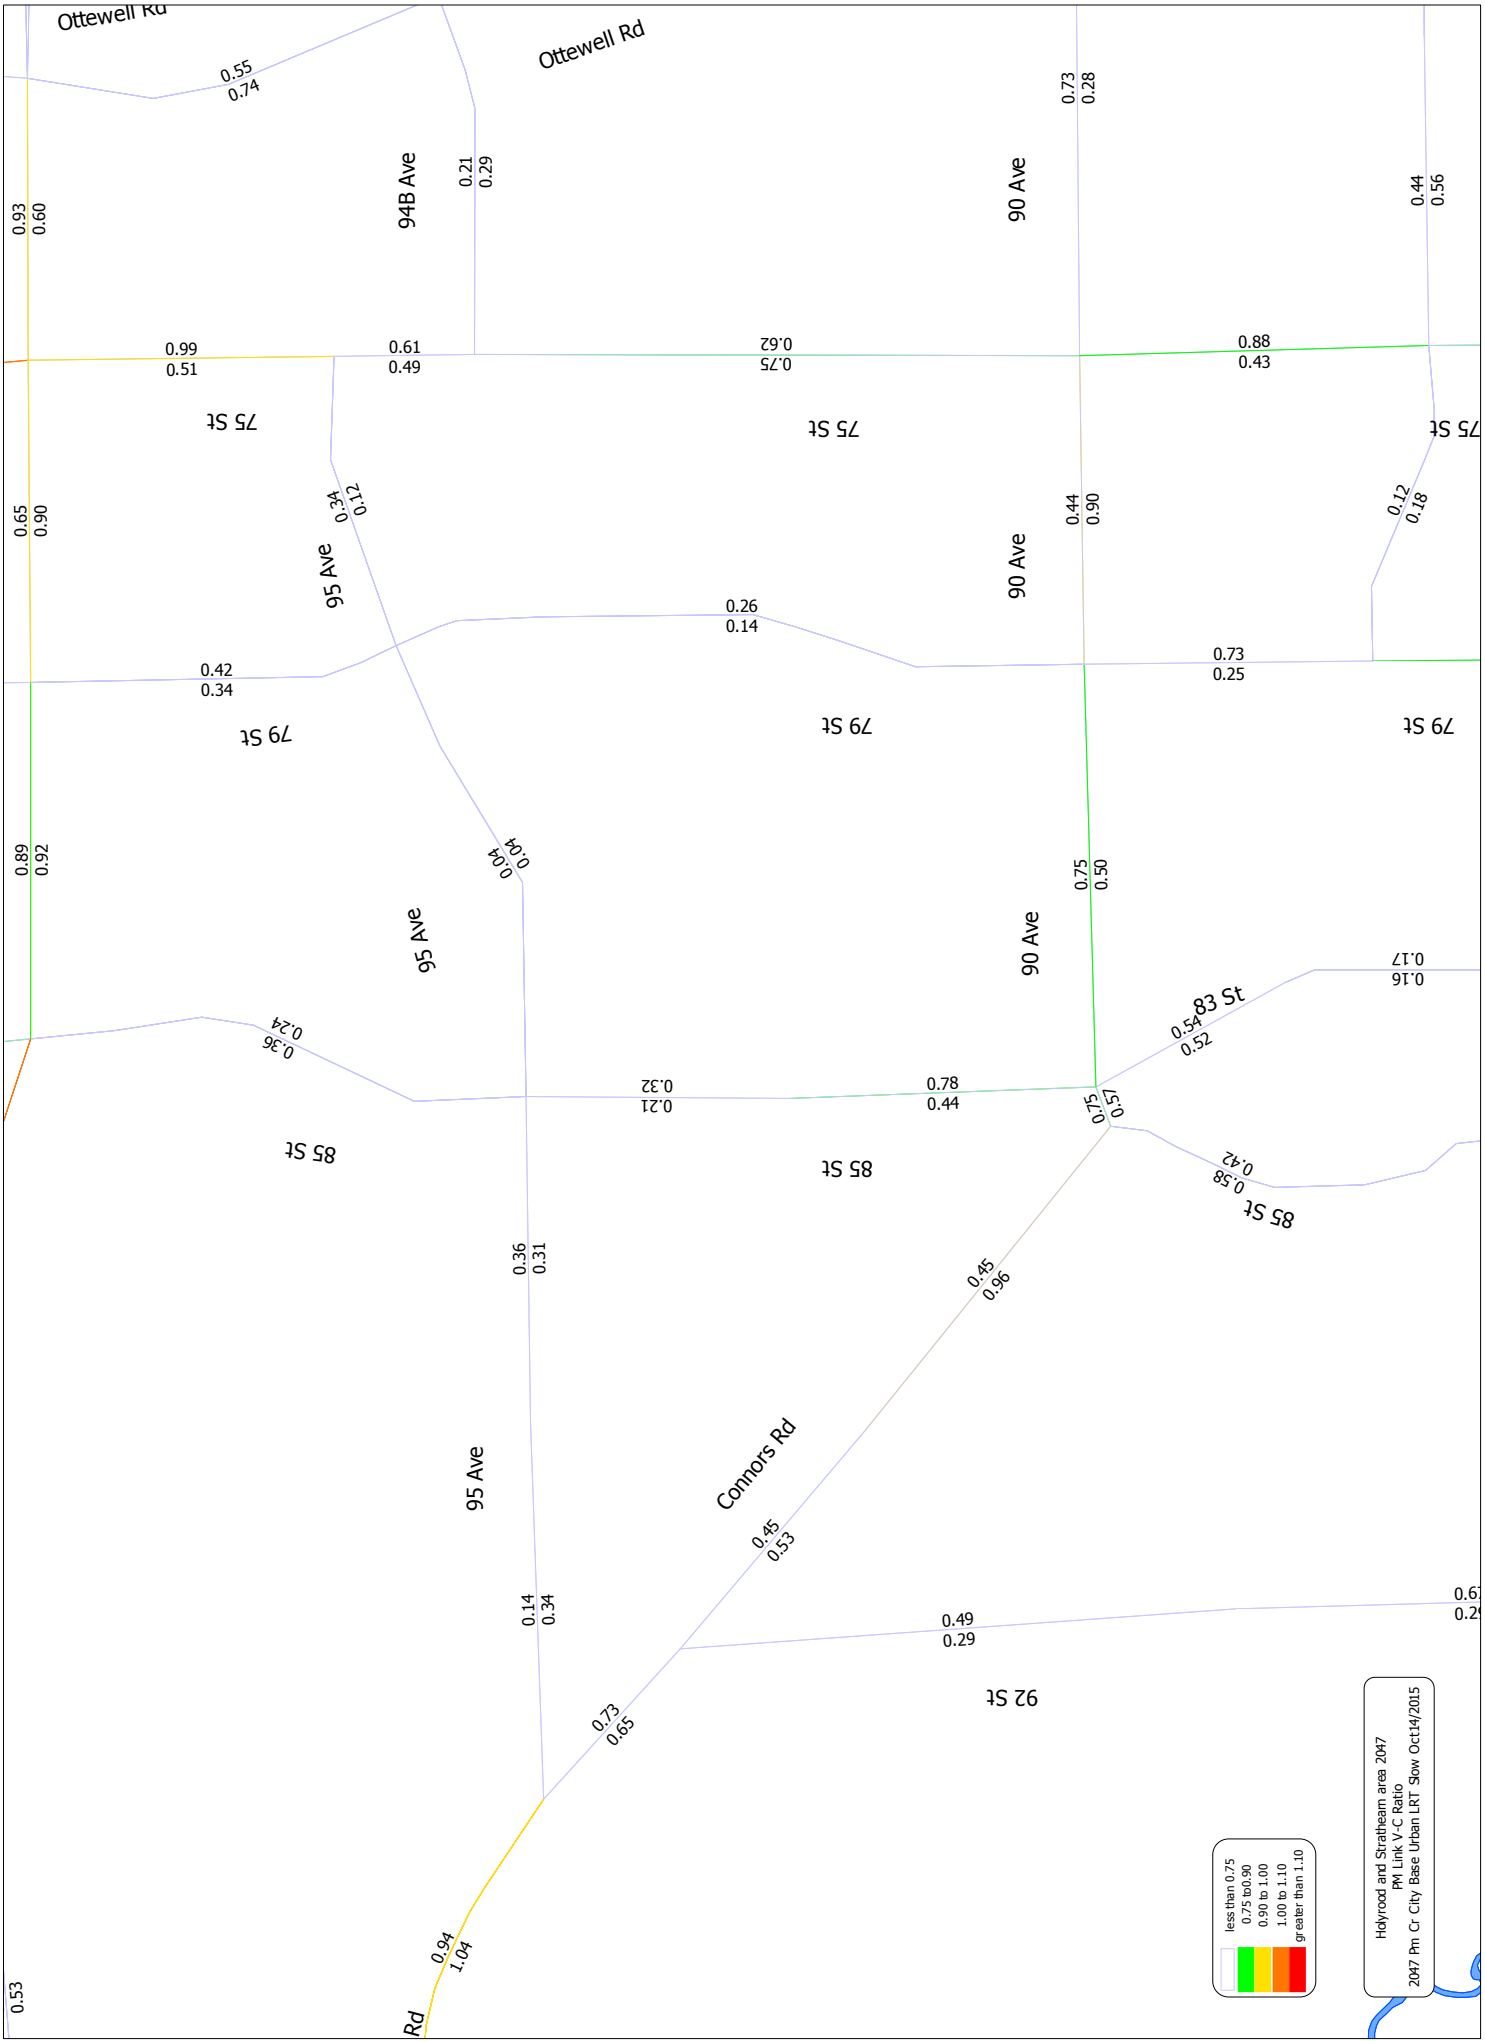 Ottewell Rd
Ottewell Rd
0.55
0.74
0.73
0.28
0.21
0.29
94B Ave
90 Ave
0.44
0.56
0.93
0.60
0.99
0.51
0.61
0.49
0.62
0.75
0.88
0.43
75 St
75 St
75 St
0.65
0.90
0.34
0.12
95 Ave
0.44
0.90
90 Ave
0.12
0.18
0.26
0.14
0.42
0.34
0.73
0.25
79 St
79 St
79 St
0.89
0.92
0.04
0.04
0.75
0.50
95 Ave
90 Ave
0.17
0.16
83 St
0.54
0.52
0.24
0.36
0.32
0.21
0.78
0.44
0.75
0.57
85 St
85 St
0.42
0.58
85 St
0.36
0.31
0.45
0.96
95 Ave
Connors Rd
0.45
0.53
0.14
0.34
0.49
0.29
0.67
0.29
92 St
0.73
0.65
0.94
1.04
Rd
0.53
less than 0.75
0.75 to 0.90
0.90 to 1.00
1.00 to 1.10
greater than 1.10
Holyrood and Strathearn area 2047
PM Link V-C Ratio
2047 Pm Cr City Base Urban LRT Slow Oct14/2015